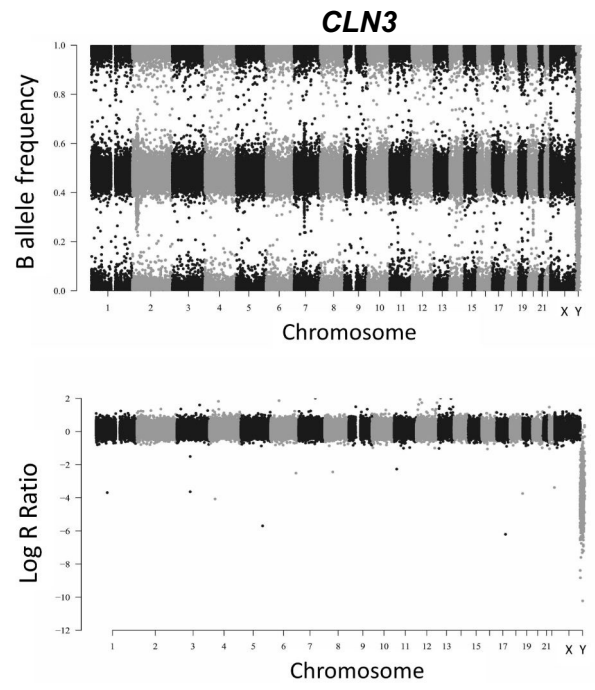 CLN3
B allele frequency
1.0
0.8
0.6
0.4
0.2
0.0
1 2 3 4 5 6 7 8 9 10 11 12 13 15 17 19 21 X Y
Chromosome
Log R Ratio
2
0
−2
−4
−6
−8
−10
−12
1 2 3 4 5 6 7 8 9 10 11 12 13 15 17 19 21 X Y
Chromosome